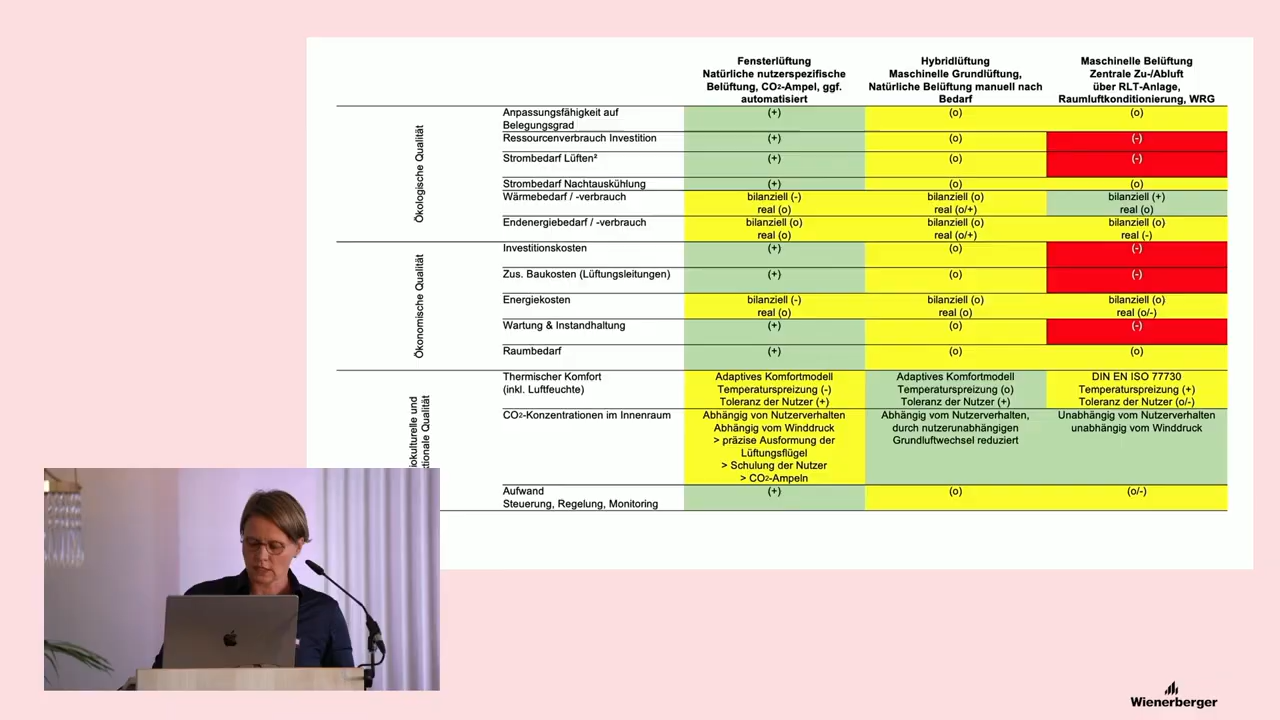 Fensterlüftung
Natürliche nutzerspezifische
Belüftung, CO2-Ampel, ggf.
automatisiert
Hybridlüftung
Maschinelle Grundlüftung,
Natürliche Belüftung manuell nach
Bedarf
Maschinelle Belüftung
Zentrale Zu-/Abluft
über RLT-Anlage,
Raumluftkonditionierung, WRG
Ökologische Qualität
Anpassungsfähigkeit auf
Belegungsgrad
(+)
(o)
(o)
Ressourcenverbrauch Investition
(+)
(o)
(-)
Strombedarf Lüften²
(+)
(o)
(-)
Strombedarf Nachtauskühlung
(+)
(o)
(o)
Wärmebedarf / -verbrauch
bilanziell (-)
real (o)
bilanziell (o)
real (o/+)
bilanziell (+)
real (o)
Endenergiebedarf / -verbrauch
bilanziell (o)
real (o)
bilanziell (o)
real (o/+)
bilanziell (o)
real (-)
Ökonomische Qualität
Investitionskosten
(+)
(o)
(-)
Zus. Baukosten (Lüftungsleitungen)
(+)
(o)
(-)
Energiekosten
bilanziell (-)
real (o)
bilanziell (o)
real (o)
bilanziell (o)
real (o/-)
Wartung & Instandhaltung
(+)
(o)
(-)
Raumbedarf
(+)
(o)
(o)
iokulturelle und
tionale Qualität
Thermischer Komfort
(inkl. Luftfeuchte)
Adaptives Komfortmodell
Temperaturspreizung (-)
Toleranz der Nutzer (+)
Adaptives Komfortmodell
Temperaturspreizung (o)
Toleranz der Nutzer (+)
DIN EN ISO 77730
Temperaturspreizung (+)
Toleranz der Nutzer (o/-)
CO2-Konzentrationen im Innenraum
Abhängig von Nutzerverhalten
Abhängig vom Winddruck
> präzise Ausformung der
Lüftungsflügel
> Schulung der Nutzer
> CO2-Ampeln
Abhängig vom Nutzerverhalten,
durch nutzerunabhängigen
Grundluftwechsel reduziert
Unabhängig vom Nutzerverhalten
unabhängig vom Winddruck
Aufwand
Steuerung, Regelung, Monitoring
(+)
(o)
(o/-)
Wienerberger